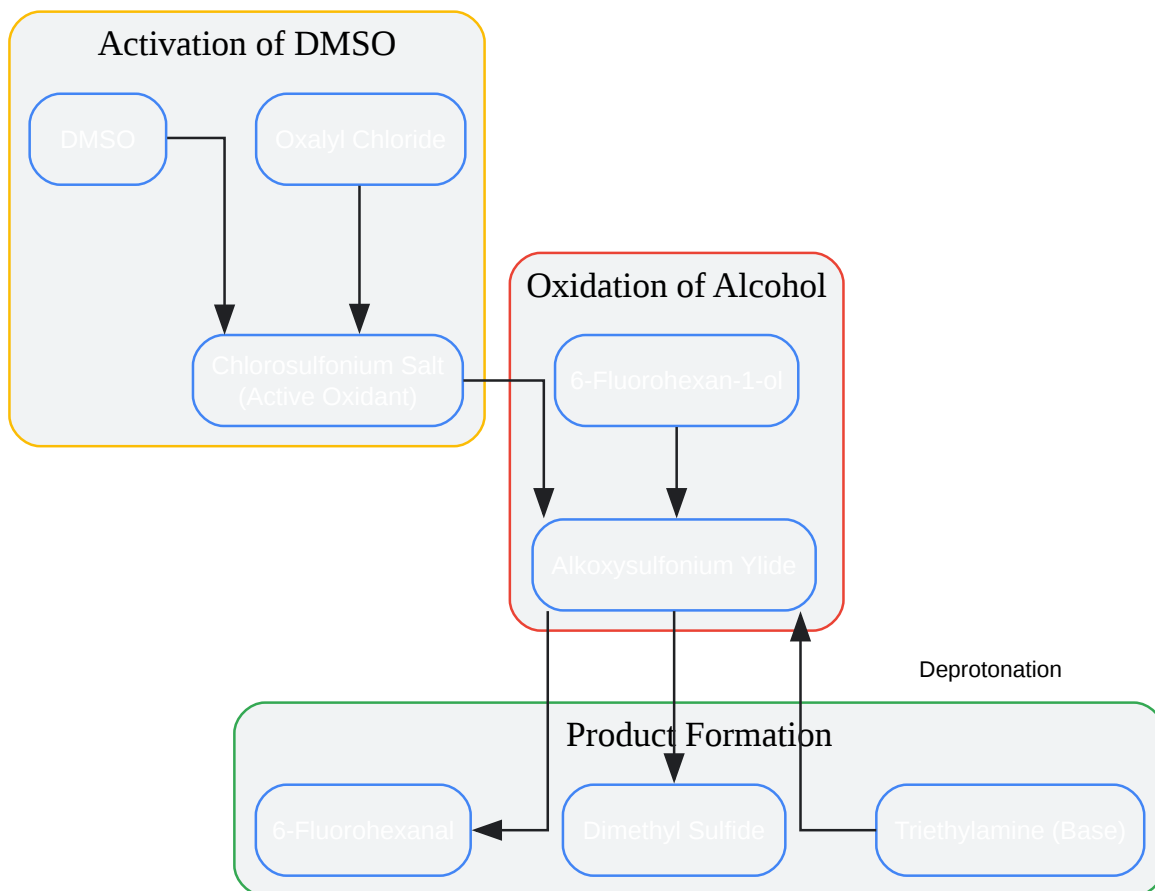 Activation of DMSO
DMSO
Oxalyl Chloride
Chlorosulfonium Salt
(Active Oxidant)
Oxidation of Alcohol
6-Fluorohexan-1-ol
Alkoxysulfonium Ylide
Deprotonation
Product Formation
6-Fluorohexanal
Dimethyl Sulfide
Triethylamine (Base)